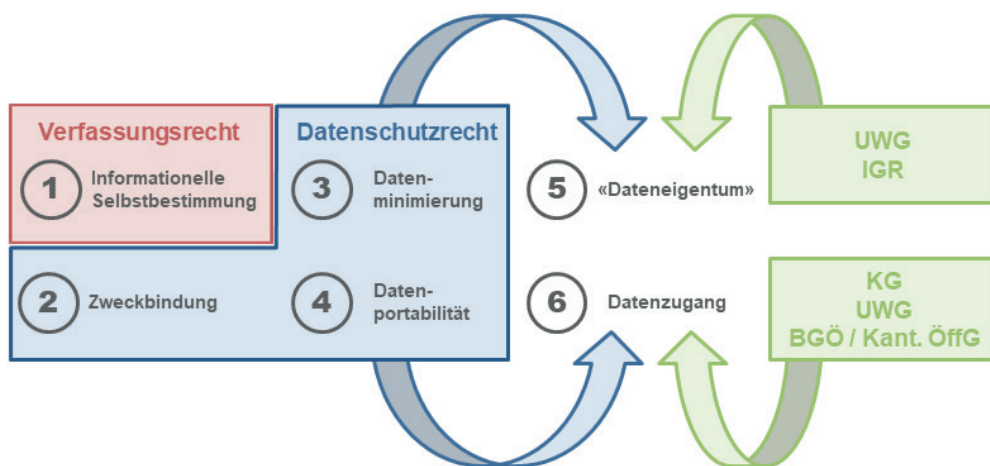 Verfassungsrecht
1
Informationelle
Selbstbestimmung
Datenschutzrecht
3
Daten-
minimierung
2
Zweckbindung
4
Daten-
portabilität
5
«Dateneigentum»
6
Datenzugang
UWG
IGR
KG
UWG
BGÖ / Kant. ÖffG